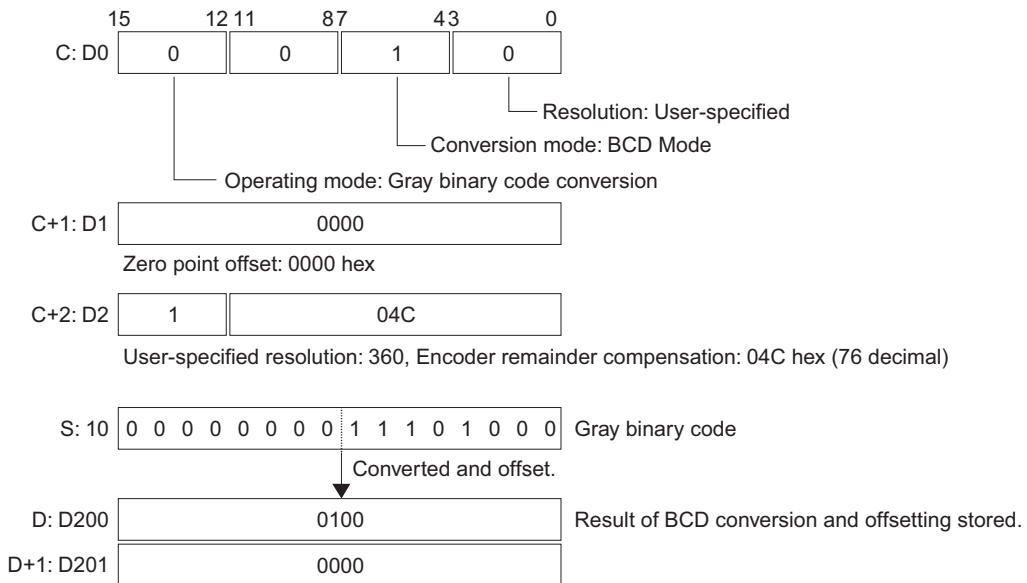 15 12 11 8 7 4 3 0
C: D0 0 0 1 0
Resolution: User-specified
Conversion mode: BCD Mode
Operating mode: Gray binary code conversion
C+1: D1 0000
Zero point offset: 0000 hex
C+2: D2 1 04C
User-specified resolution: 360, Encoder remainder compensation: 04C hex (76 decimal)
S: 10 0 0 0 0 0 0 0 0 1 1 1 0 1 0 0 0 Gray binary code
Converted and offset.
D: D200 0100 Result of BCD conversion and offsetting stored.
D+1: D201 0000